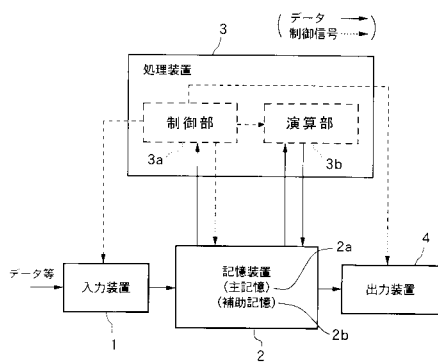 データ
制御信号
3
処理装置
制御部
演算部
3a
3b
4
2a
データ等
入力装置
記憶装置
(主記憶)
(補助記憶)
出力装置
1
2
2b